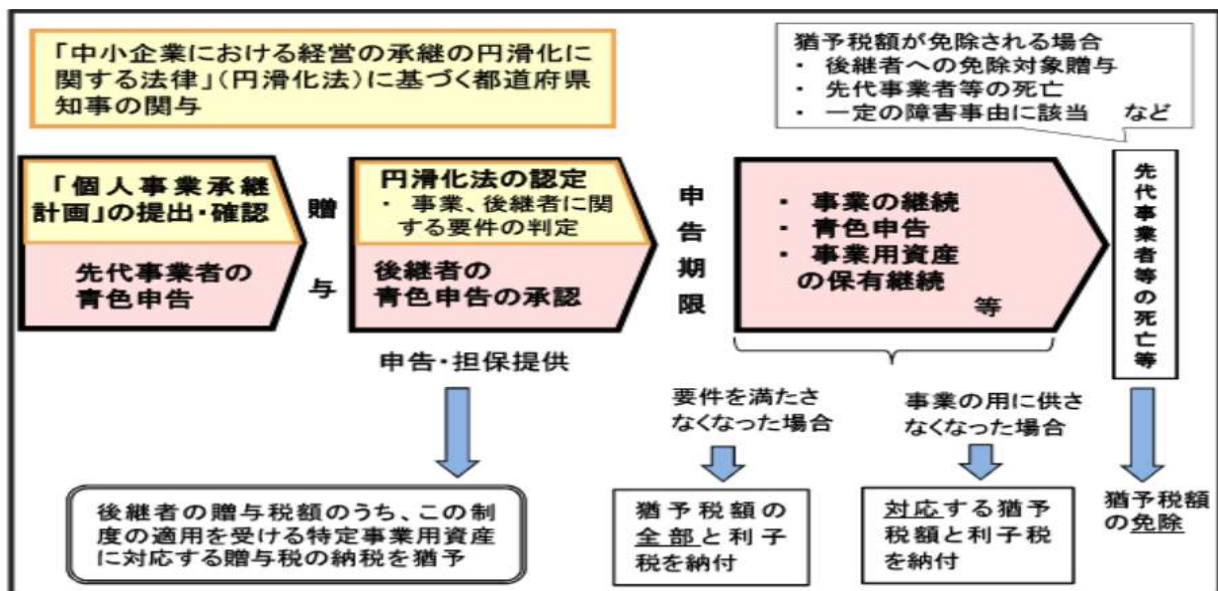 「中小企業における経営の承継の円滑化に
関する法律」(円滑化法)に基づく都道府県
知事の関与
猶予税額が免除される場合
・ 後継者への免除対象贈与
・ 先代事業者等の死亡
・ 一定の障害事由に該当 など
「個人事業承継
計画」の提出・確認
先代事業者の
青色申告
贈与
円滑化法の認定
・ 事業、後継者に関
する要件の判定
後継者の
青色申告の承認
申告期限
・ 事業の継続
・ 青色申告
・ 事業用資産
の保有継続
等
先代事業者等の死亡等
申告・担保提供
要件を満たさ
なくなった場合
事業の用に供さ
なくなった場合
後継者の贈与税額のうち、この制
度の適用を受ける特定事業用資産
に対応する贈与税の納税を猶予
猶予税額の
全部と利子
税を納付
対応する猶予
税額と利子税
を納付
猶予税額
の免除